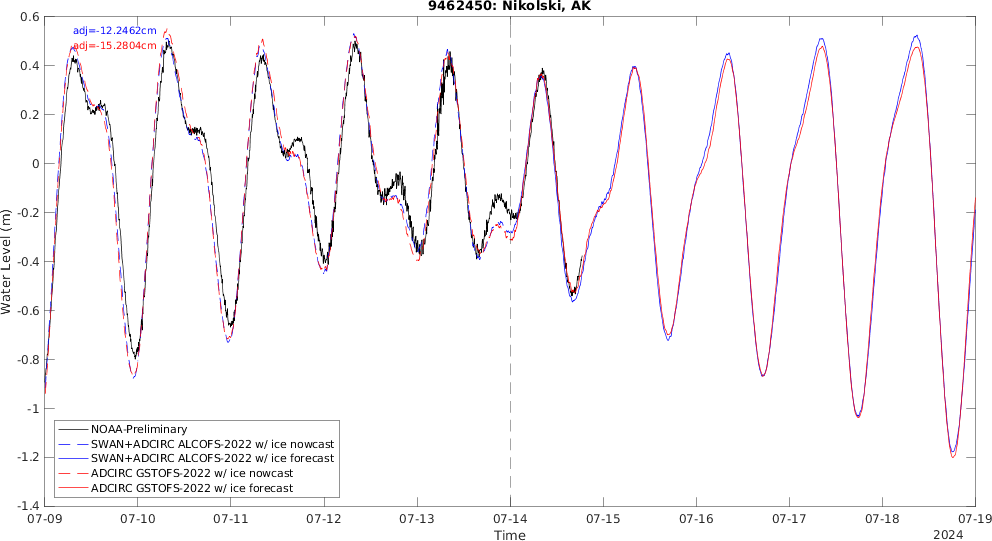 9462450: Nikolski, AK
adj=-12.2462cm
adj=-15.2804cm
0.6
0.4
0.2
0
-0.2
-0.4
-0.6
-0.8
-1
-1.2
-1.4
Water Level (m)
NOAA-Preliminary
SWAN+ADCIRC ALCOFS-2022 w/ ice nowcast
SWAN+ADCIRC ALCOFS-2022 w/ ice forecast
ADCIRC GSTOFS-2022 w/ ice nowcast
ADCIRC GSTOFS-2022 w/ ice forecast
07-09 07-10 07-11 07-12 07-13 07-14 07-15 07-16 07-17 07-18 07-19
Time
2024